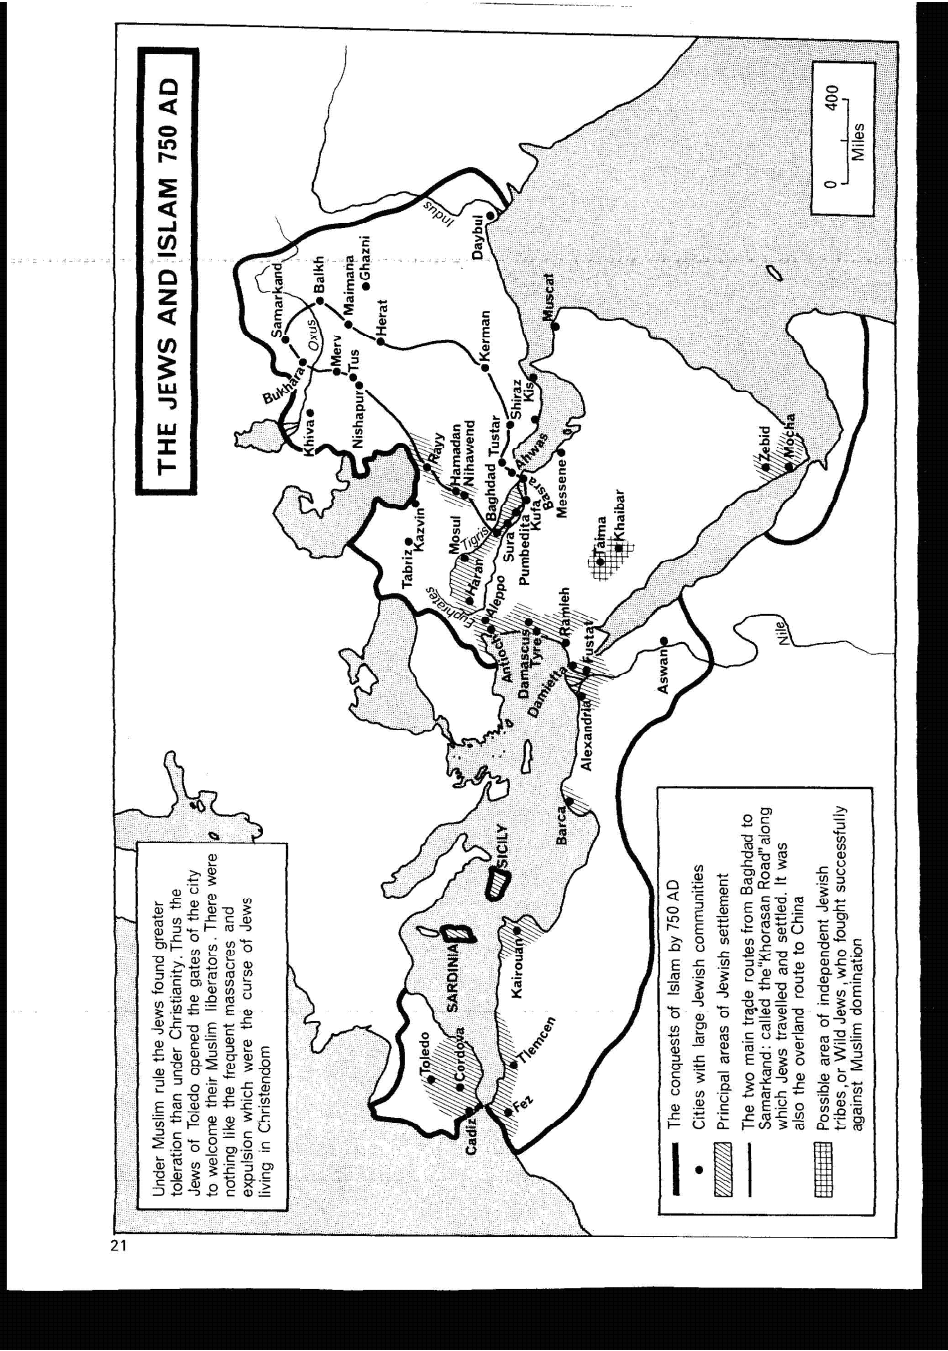 THE JEWS AND ISLAM 750 AD
Under Muslim rule the Jews found greater
toleration than under Christianity. Thus the
Jews of Toledo opened the gates of the city
to welcome their Muslim liberators. There were
nothing like the frequent massacres and
expulsion which were the curse of Jews
living in Christendom
Toledo
Cordova
Cadiz
Fez
Tlemcen
SARDINIA
SICILY
Kairouan
Barca
Alexandria
Damietta
Fustat
Aswan
Nile
Ramleh
Tyre
Damascus
Antioch
Aleppo
Euphrates
Haran
Mosul
Tigris
Tabriz
Kazvin
Taima
Khaibar
Baghdad
Sura
Pumbedita
Kufa
Basra
Messene
Ahwas
Tustar
Nihawend
Hamadan
Rayy
Shiraz
Kis
Zebid
Mocha
Muscat
Kerman
Khiva
Nishapur
Tus
Merv
Bukhara
Oxus
Samarkand
Balkh
Maimana
Ghazni
Herat
Indus
Daybul
0 400
Miles
The conquests of Islam by 750 AD
Cities with large Jewish communities
Principal areas of Jewish settlement
The two main trade routes from Baghdad to
Samarkand: called the "Khorasan Road" along
which Jews travelled and settled. It was
also the overland route to China
Possible area of independent Jewish
tribes, or Wild Jews, who fought successfully
against Muslim domination
21